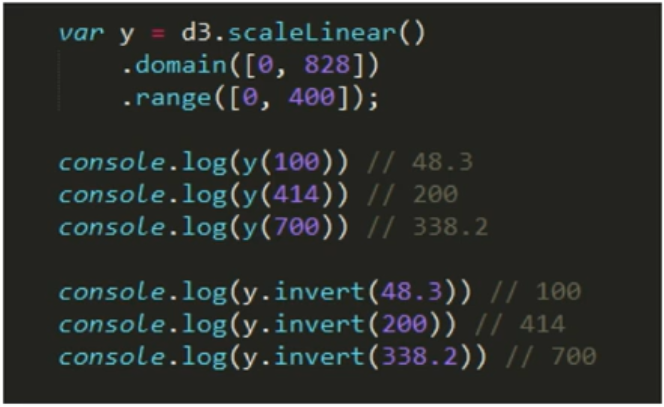 var y = d3.scaleLinear()
    .domain([0, 828])
    .range([0, 400]);

console.log(y(100)) // 48.3
console.log(y(414)) // 200
console.log(y(700)) // 338.2

console.log(y.invert(48.3)) // 100
console.log(y.invert(200)) // 414
console.log(y.invert(338.2)) // 700